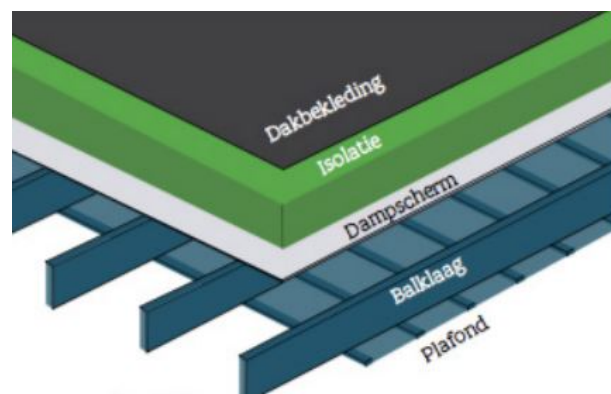 Dakbekleding
Isolatie
Dampscherm
Balklaag
Plafond